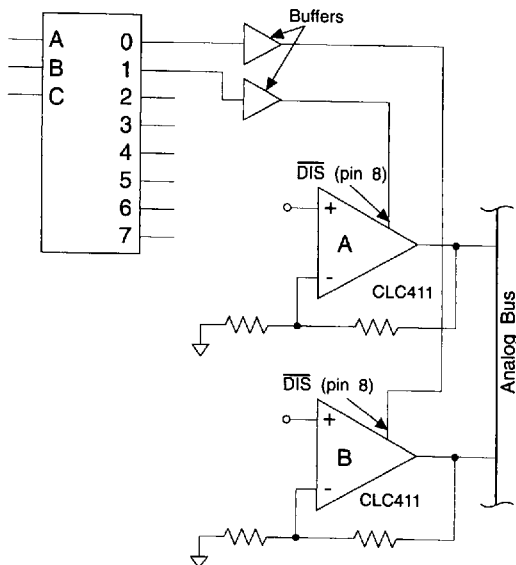 Buffers
A
B
C
0
1
2
3
4
5
6
7
DIS (pin 8)
+
A
-
CLC411
DIS (pin 8)
+
B
-
CLC411
Analog Bus